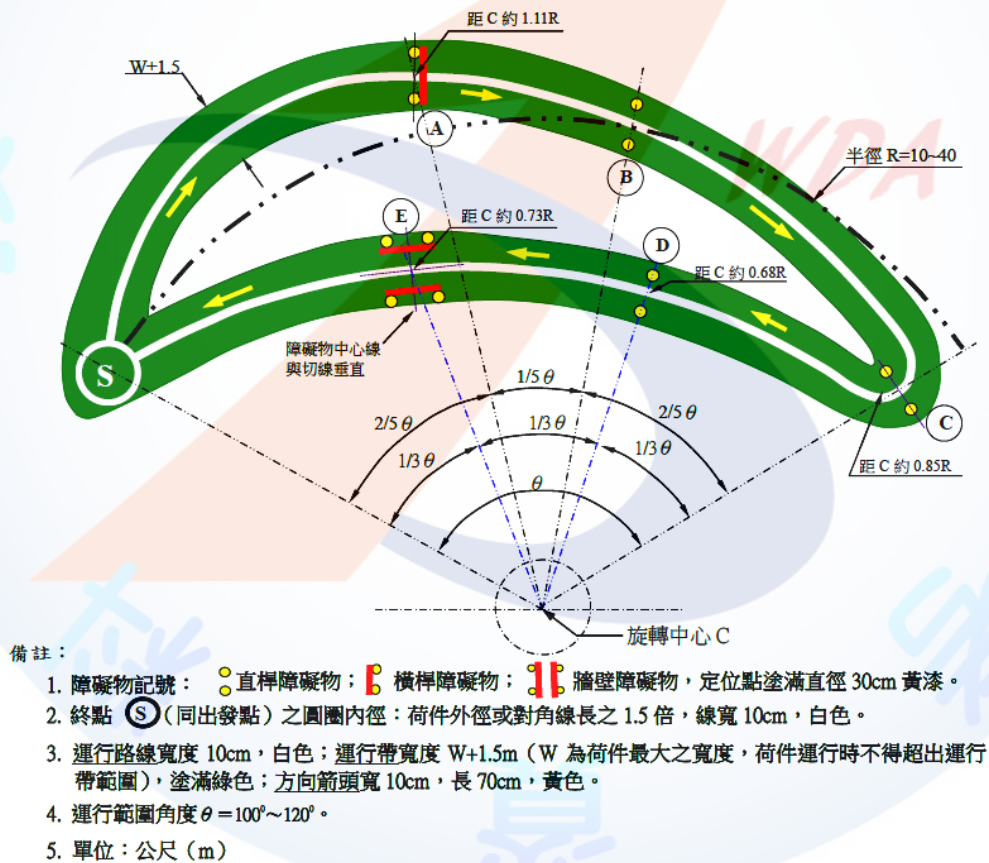 距 C 約 1.11R
W+1.5
WDA
A
B
半徑 R=10~40
E
距 C 約 0.73R
D
距 C 約 0.68R
障礙物中心線
與切線垂直
S
1/5 θ
2/5 θ
2/5 θ
1/3 θ
1/3 θ
1/3 θ
θ
C
距 C 約 0.85R
旋轉中心 C
備註：
1. 障礙物記號： 直桿障礙物； 橫桿障礙物； 牆壁障礙物，定位點塗滿直徑 30cm 黃漆。
2. 終點 S (同出發點) 之圓圈內徑：荷件外徑或對角線長之 1.5 倍，線寬 10cm，白色。
3. 運行路線寬度 10cm，白色；運行帶寬度 W+1.5m（W 為荷件最大之寬度，荷件運行時不得超出運行
帶範圍），塗滿綠色；方向箭頭寬 10cm，長 70cm，黃色。
4. 運行範圍角度 θ =100⁰～120⁰。
5. 單位：公尺（m）